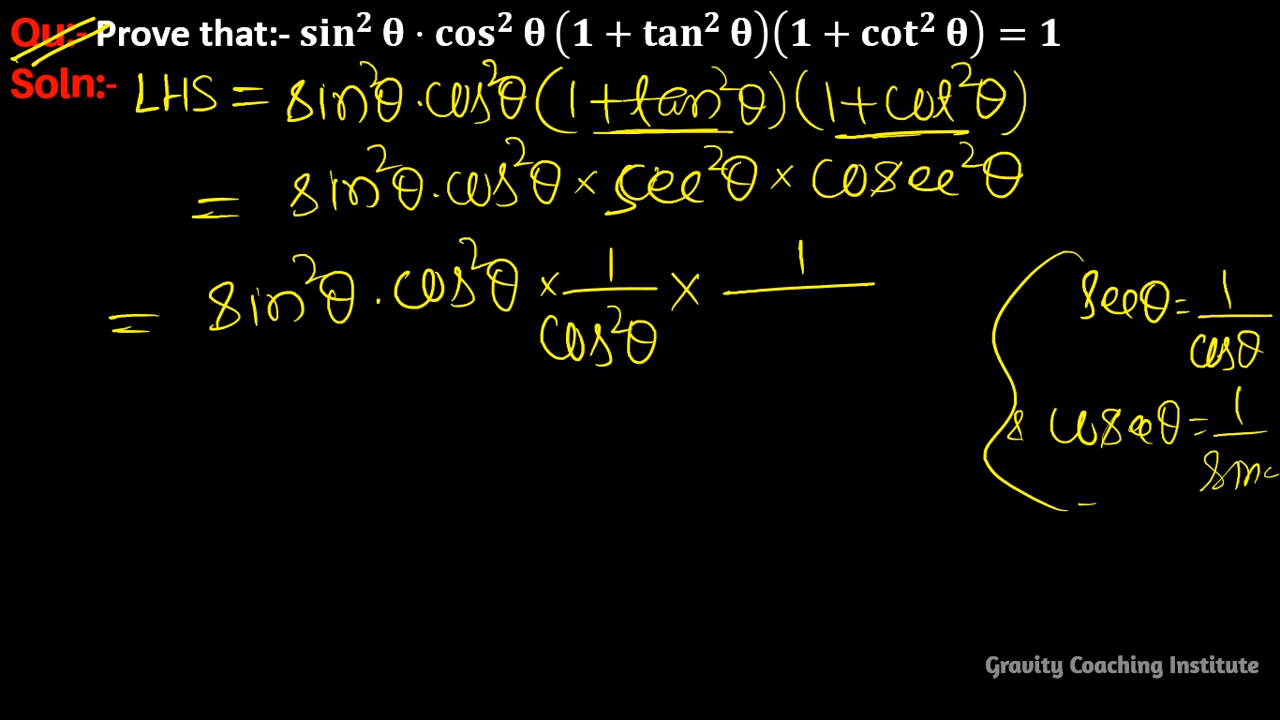 Qu:- Prove that:- sin² θ · cos² θ (1 + tan² θ)(1 + cot² θ) = 1
Soln:- LHS = sin²θ · cos²θ (1 + tan²θ)(1 + cot²θ)
= sin²θ · cos²θ × sec²θ × cosec²θ
= sin²θ · cos²θ × 1/cos²θ × 1/
secθ = 1/cosθ
& cosecθ = 1/sin
Gravity Coaching Institute